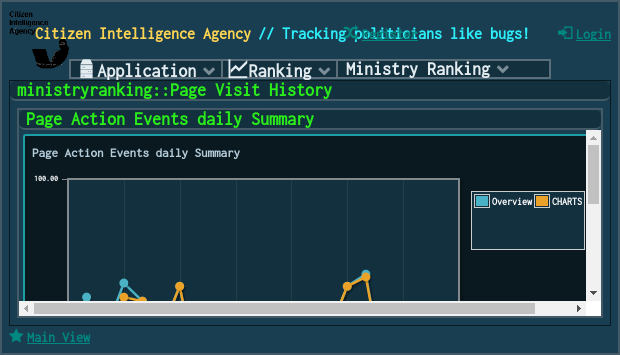 Citizen
Intelligence
Agency
Citizen Intelligence Agency // Tracking politicians like bugs!
Register
Login
Application
Ranking
Ministry Ranking
ministryranking::Page Visit History
Page Action Events daily Summary
Page Action Events daily Summary
100.00
Overview
CHARTS
Main View